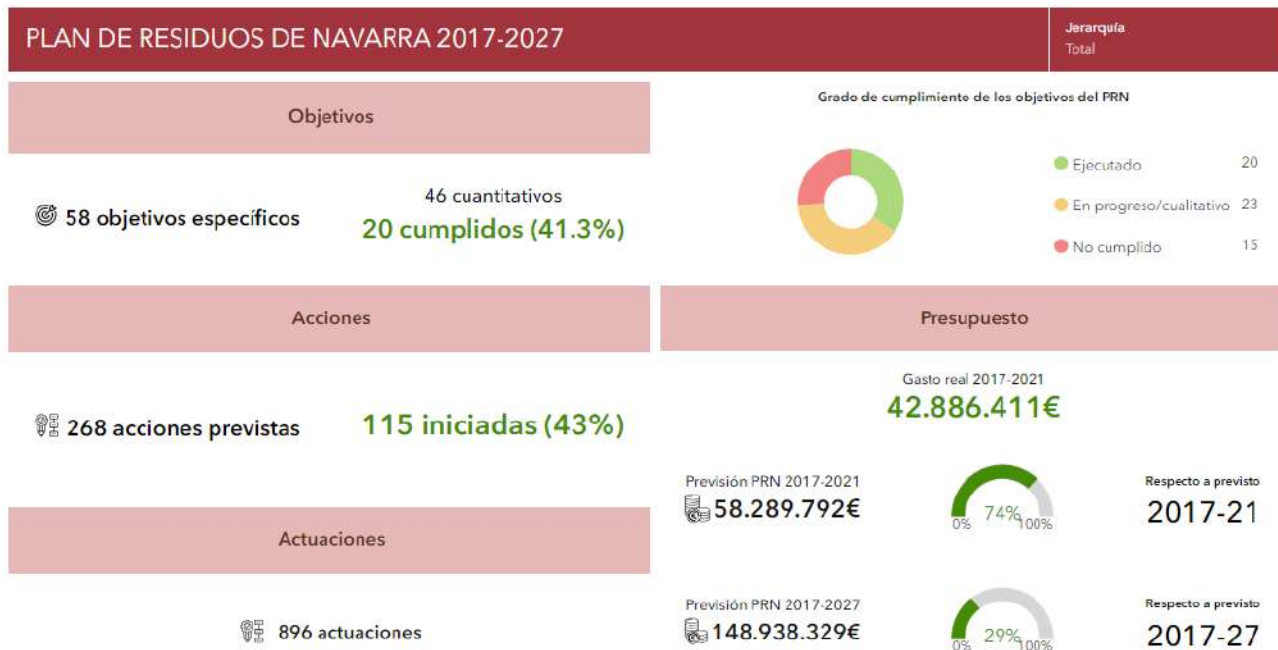 PLAN DE RESIDUOS DE NAVARRA 2017-2027
Jerarquía
Total
Objetivos
58 objetivos específicos
46 cuantitativos
20 cumplidos (41.3%)
Grado de cumplimiento de los objetivos del PRN
Ejecutado 20
En progreso/cualitativo 23
No cumplido 15
Acciones
268 acciones previstas
115 iniciadas (43%)
Actuaciones
896 actuaciones
Presupuesto
Gasto real 2017-2021
42.886.411€
Previsión PRN 2017-2021
58.289.792€
74%
0% 100%
Respecto a previsto
2017-21
Previsión PRN 2017-2027
148.938.329€
29%
0% 100%
Respecto a previsto
2017-27